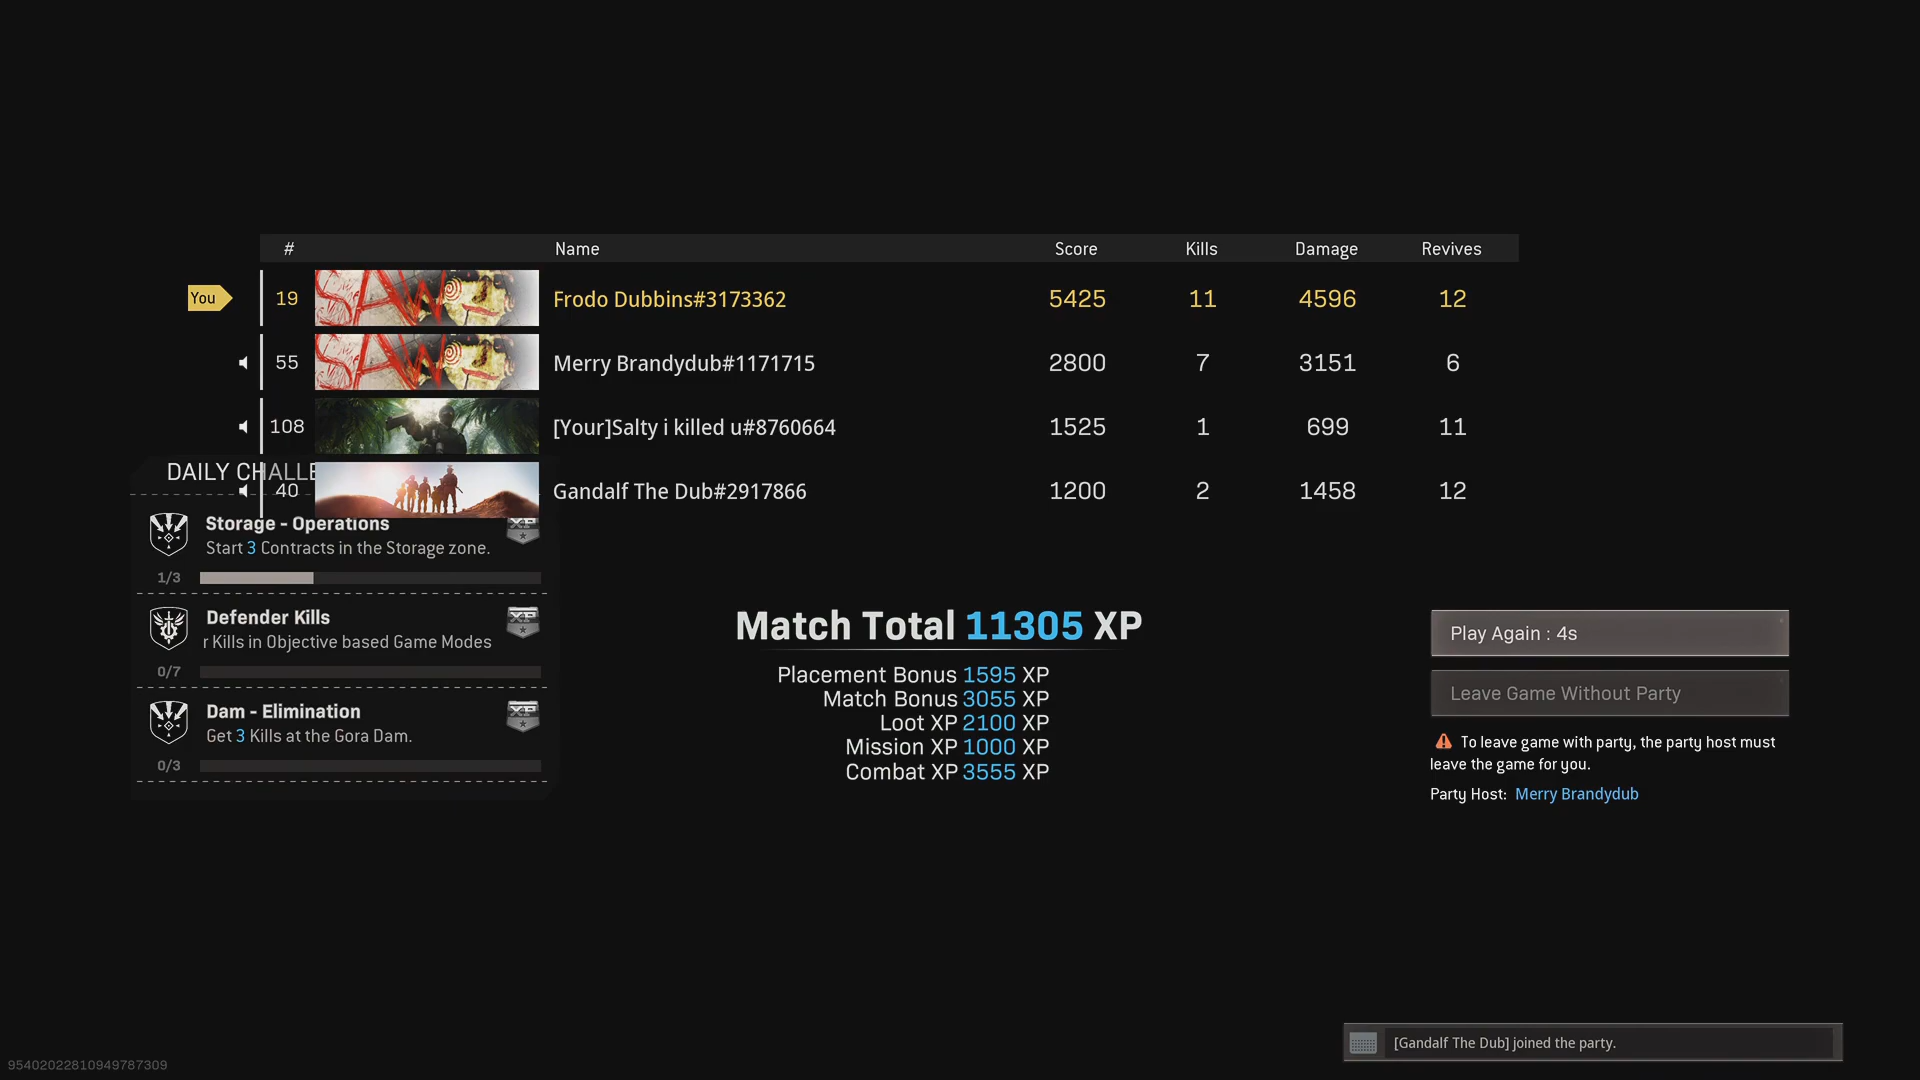 # Name Score Kills Damage Revives
You 19 Frodo Dubbins#3173362 5425 11 4596 12
55 Merry Brandydub#1171715 2800 7 3151 6
108 [Your]Salty i killed u#8760664 1525 1 699 11
DAILY CHALLE
40 Gandalf The Dub#2917866 1200 2 1458 12
Storage - Operations
XP
Start 3 Contracts in the Storage zone.
1/3
Defender Kills
XP
r Kills in Objective based Game Modes
0/7
Dam - Elimination
XP
Get 3 Kills at the Gora Dam.
0/3
Match Total 11305 XP
Placement Bonus 1595 XP
Match Bonus 3055 XP
Loot XP 2100 XP
Mission XP 1000 XP
Combat XP 3555 XP
Play Again : 4s
Leave Game Without Party
To leave game with party, the party host must
leave the game for you.
Party Host: Merry Brandydub
[Gandalf The Dub] joined the party.
95402022810949787309